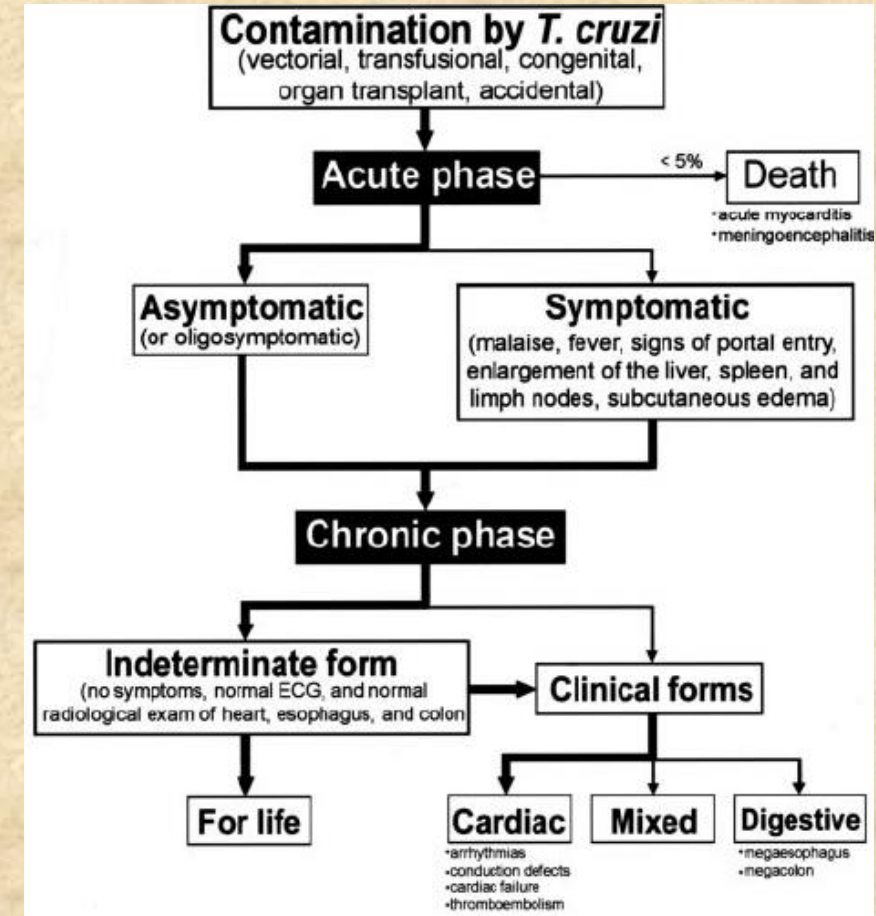 Contamination by T. cruzi
(vectorial, transfusional, congenital,
organ transplant, accidental)
Acute phase
< 5%
Death
•acule myocarditis
•meningoencephalitis
Asymptomatic
(or oligosymptomatic)
Symptomatic
(malaise, fever, signs of portal entry,
enlargement of the liver, spleen, and
limph nodes, subcutaneous edema)
Chronic phase
Indeterminate form
(no symptoms, normal ECG, and normal
radiological exam of heart, esophagus, and colon
Clinical forms
For life
Cardiac
•arrhythmias
•conduction defects
•cardiac failure
•thromboembolism
Mixed
Digestive
•megaesophagus
•megacolon